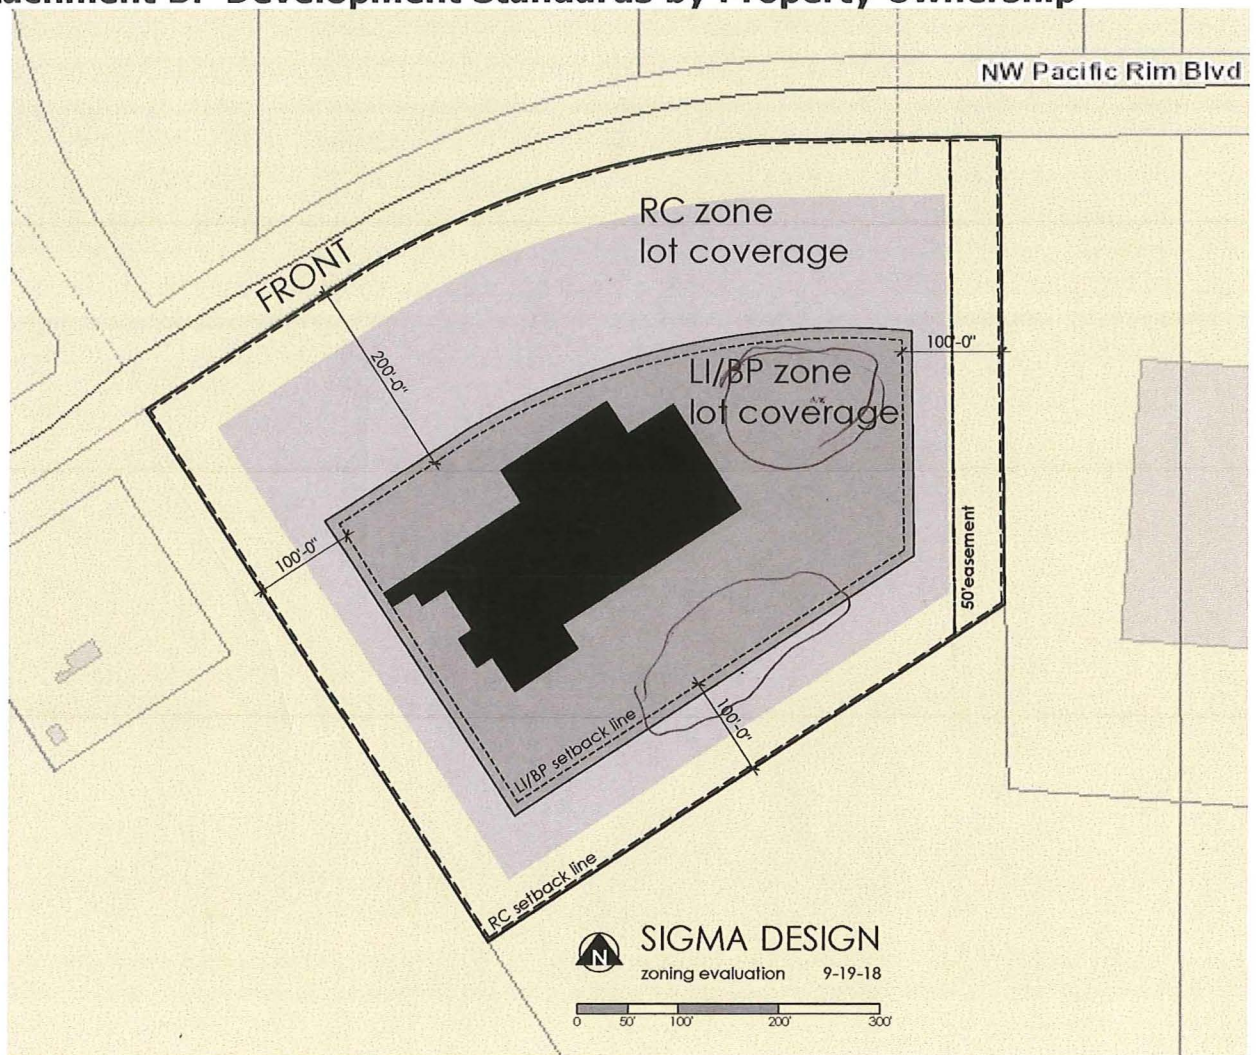 NW Pacific Rim Blvd
RC zone
lot coverage
FRONT
200'-0"
100'-0"
LI/BP zone
lot coverage
100'-0"
50'easement
LI/BP setback line
100'-0"
RC setback line
N
SIGMA DESIGN
zoning evaluation 9-19-18
0 50' 100' 200' 300'